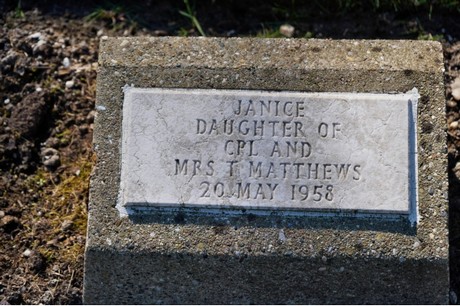 JANICE
DAUGHTER OF
CPL AND
MRS T MATTHEWS
20 MAY 1958